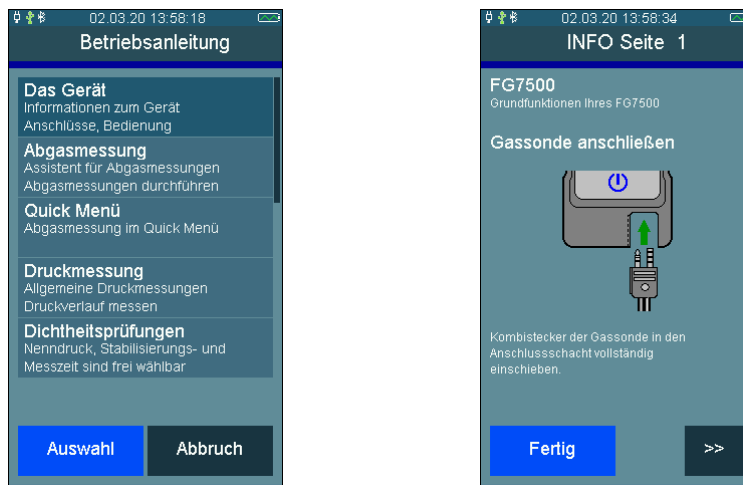 02.03.20 13:58:18
Betriebsanleitung
Das Gerät
Informationen zum Gerät
Anschlüsse, Bedienung
Abgasmessung
Assistent für Abgasmessungen
Abgasmessungen durchführen
Quick Menü
Abgasmessung im Quick Menü
Druckmessung
Allgemeine Druckmessungen
Druckverlauf messen
Dichtheitsprüfungen
Nenndruck, Stabilisierungs- und
Messzeit sind frei wählbar
Auswahl
Abbruch
02.03.20 13:58:34
INFO Seite 1
FG7500
Grundfunktionen Ihres FG7500
Gassonde anschließen
Kombistecker der Gassonde in den
Anschlussschacht vollständig
einschieben.
Fertig
>>